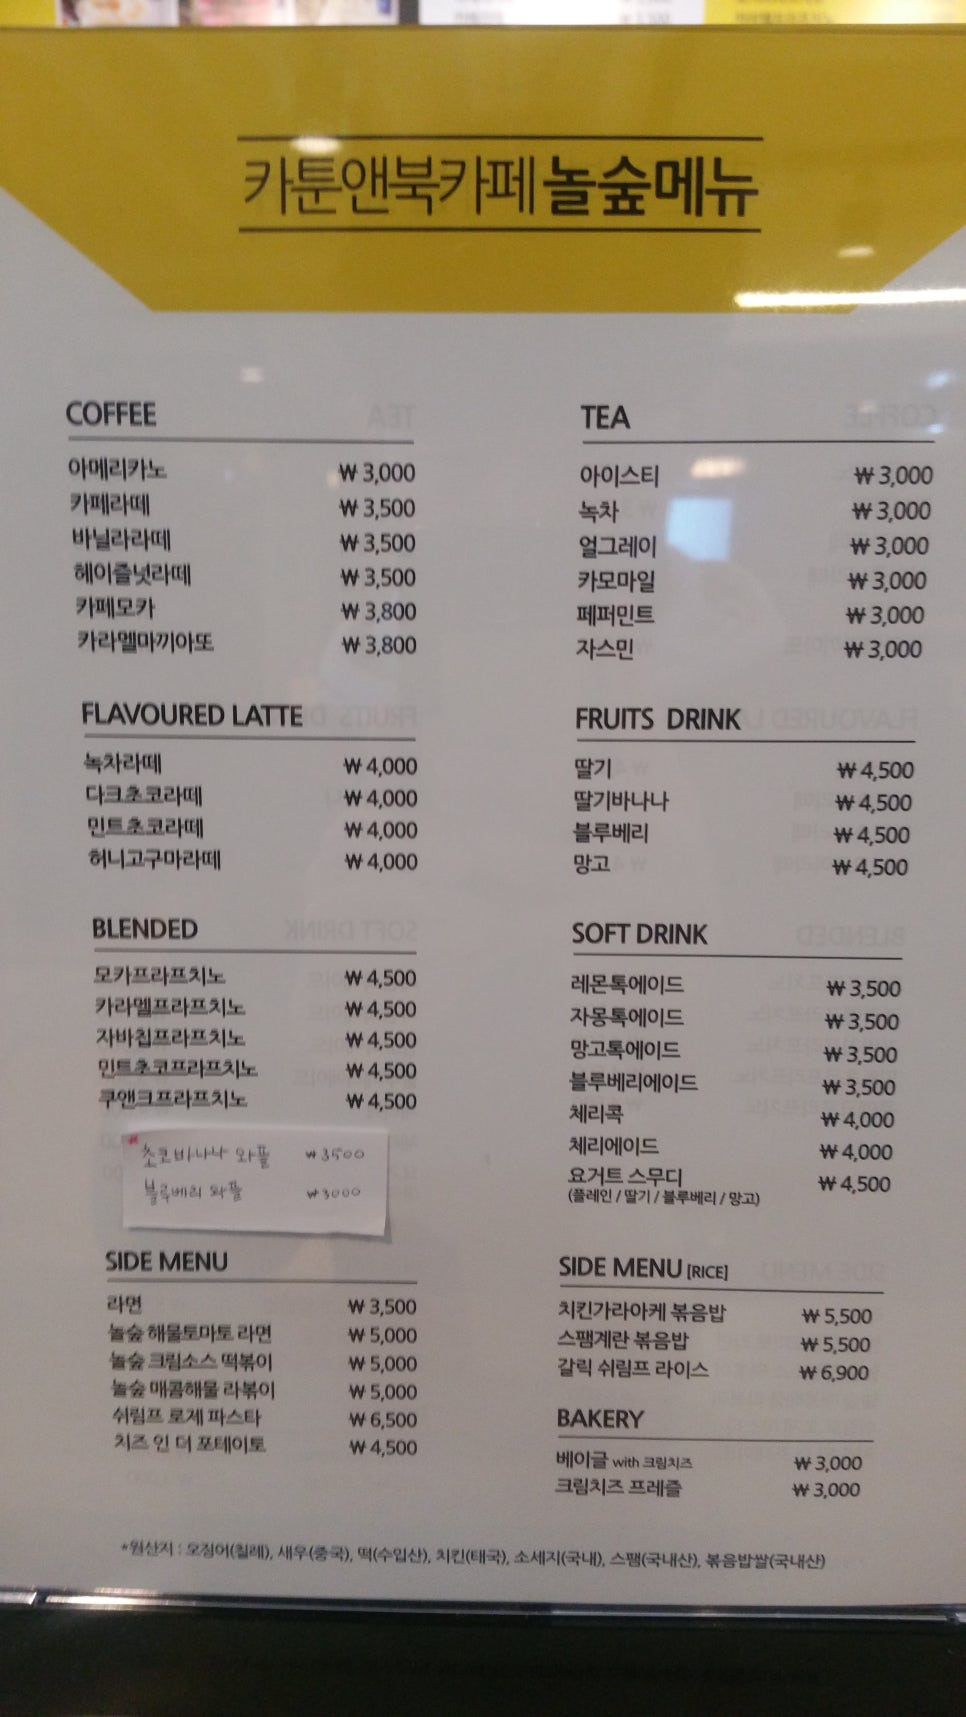 카툰앤북카페 놀숲메뉴
COFFEE
아메리카노 ₩ 3,000
카페라떼 ₩ 3,500
바닐라라떼 ₩ 3,500
헤이즐넛라떼 ₩ 3,500
카페모카 ₩ 3,800
카라멜마끼아또 ₩ 3,800
FLAVOURED LATTE
녹차라떼 ₩ 4,000
다크초코라떼 ₩ 4,000
민트초코라떼 ₩ 4,000
허니고구마라떼 ₩ 4,000
BLENDED
모카프라프치노 ₩ 4,500
카라멜프라프치노 ₩ 4,500
자바칩프라프치노 ₩ 4,500
민트초코프라프치노 ₩ 4,500
쿠앤크프라프치노 ₩ 4,500
초코바나나 와플 ₩3500
블루베리 와플 ₩3000
SIDE MENU
라면 ₩ 3,500
놀숲 해물토마토 라면 ₩ 5,000
놀숲 크림소스 떡볶이 ₩ 5,000
놀숲 매콤해물 라볶이 ₩ 5,000
쉬림프 로제 파스타 ₩ 6,500
치즈 인 더 포테이토 ₩ 4,500
TEA
아이스티 ₩ 3,000
녹차 ₩ 3,000
얼그레이 ₩ 3,000
카모마일 ₩ 3,000
페퍼민트 ₩ 3,000
자스민 ₩ 3,000
FRUITS DRINK
딸기 ₩ 4,500
딸기바나나 ₩ 4,500
블루베리 ₩ 4,500
망고 ₩ 4,500
SOFT DRINK
레몬톡에이드 ₩ 3,500
자몽톡에이드 ₩ 3,500
망고톡에이드 ₩ 3,500
블루베리에이드 ₩ 3,500
체리콕 ₩ 4,000
체리에이드 ₩ 4,000
요거트 스무디 ₩ 4,500
(플레인 / 딸기 / 블루베리 / 망고)
SIDE MENU [RICE]
치킨가라아케 볶음밥 ₩ 5,500
스팸계란 볶음밥 ₩ 5,500
갈릭 쉬림프 라이스 ₩ 6,900
BAKERY
베이글 with 크림치즈 ₩ 3,000
크림치즈 프레즐 ₩ 3,000
*원산지 : 오징어(칠레), 새우(중국), 떡(수입산), 치킨(태국), 소세지(국내), 스팸(국내산), 볶음밥쌀(국내산)